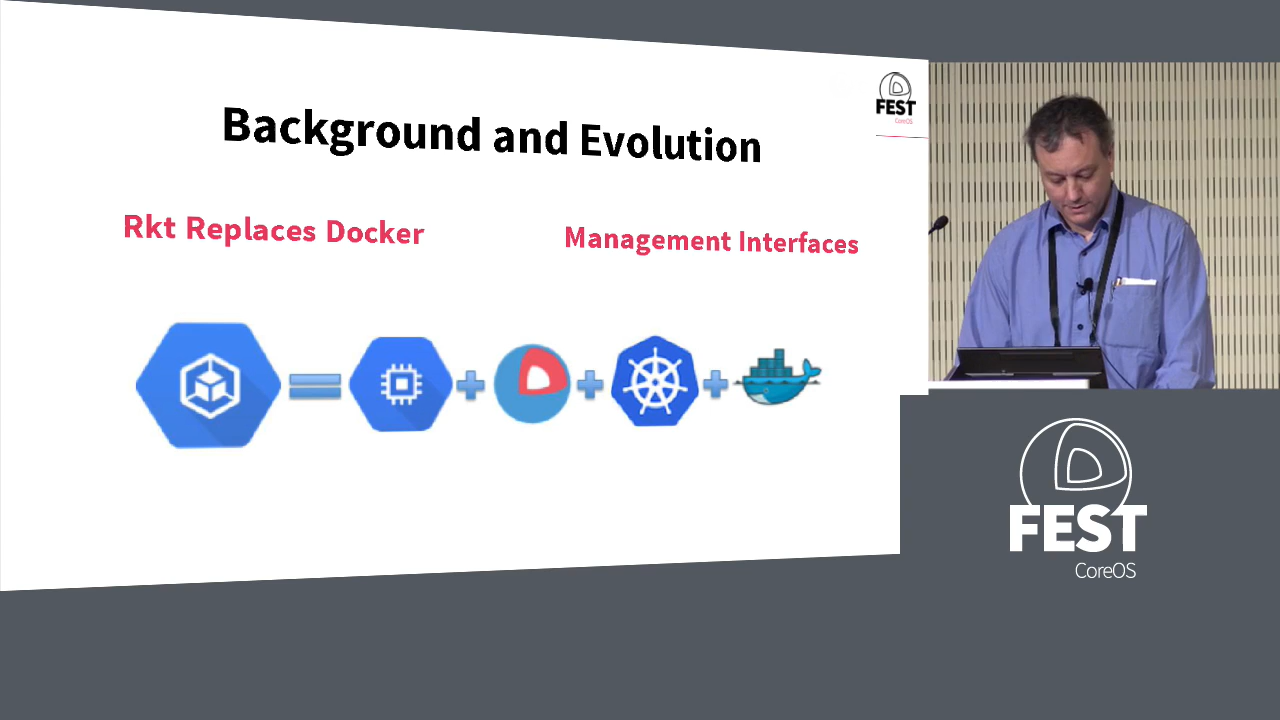 Background and Evolution
FEST
CoreOS
Rkt Replaces Docker
Management Interfaces
FEST
CoreOS